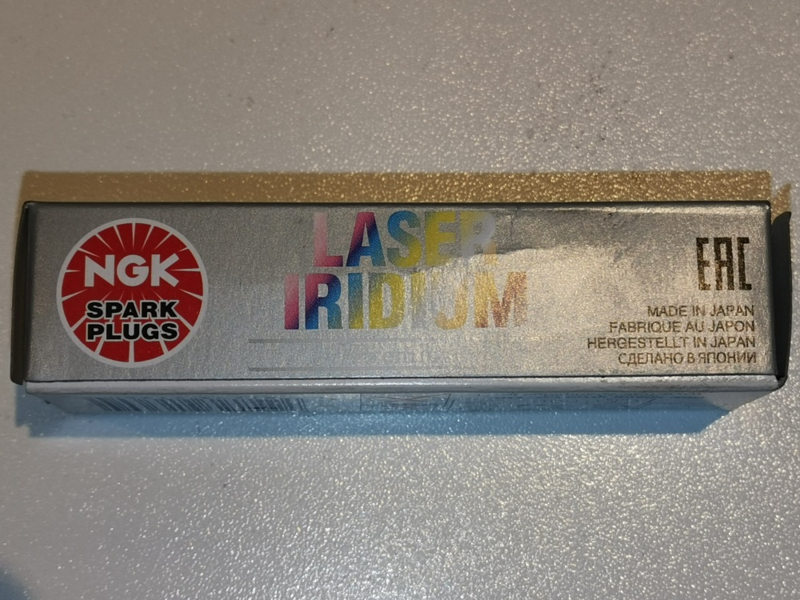 NGK
SPARK
PLUGS
LASER
IRIDIUM
EAC
MADE IN JAPAN
FABRIQUE AU JAPON
HERGESTELLT IN JAPAN
СДЕЛАНО В ЯПОНИИ